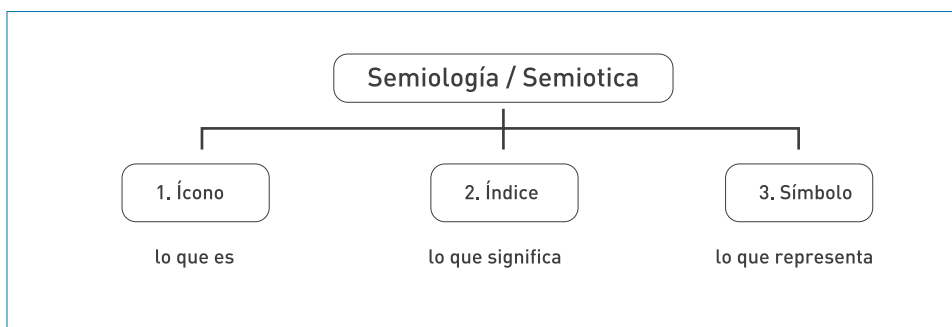 Semiología / Semiotica
1. Ícono
2. Índice
3. Símbolo
lo que es
lo que significa
lo que representa